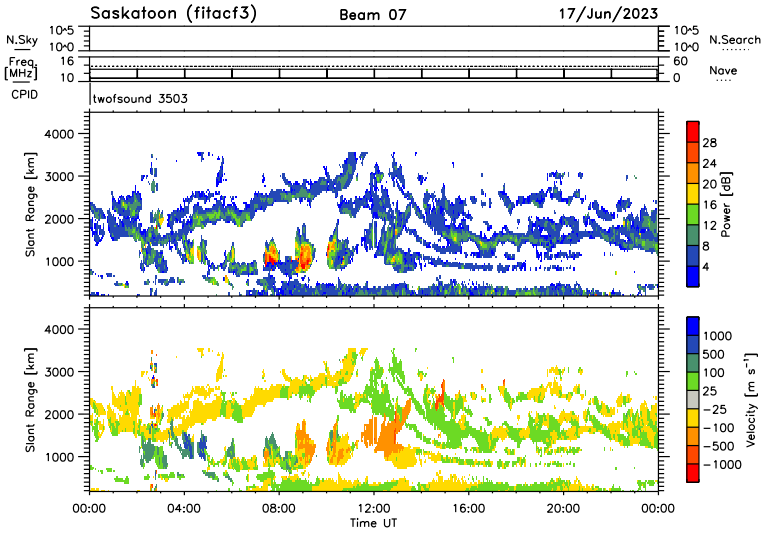 Saskatoon (fitacf3) Beam 07 17/Jun/2023
N.Sky 10^5 10^0 10^5 10^0 N.Search
Freq. [MHz] 16 10 60 0 Nave
CPID twofsound 3503
Slant Range [km] 4000 3000 2000 1000
Power [dB] 28 24 20 16 12 8 4
Slant Range [km] 4000 3000 2000 1000
Velocity [m s⁻¹] 1000 500 100 25 −25 −100 −500 −1000
00:00 04:00 08:00 12:00 16:00 20:00 00:00
Time UT